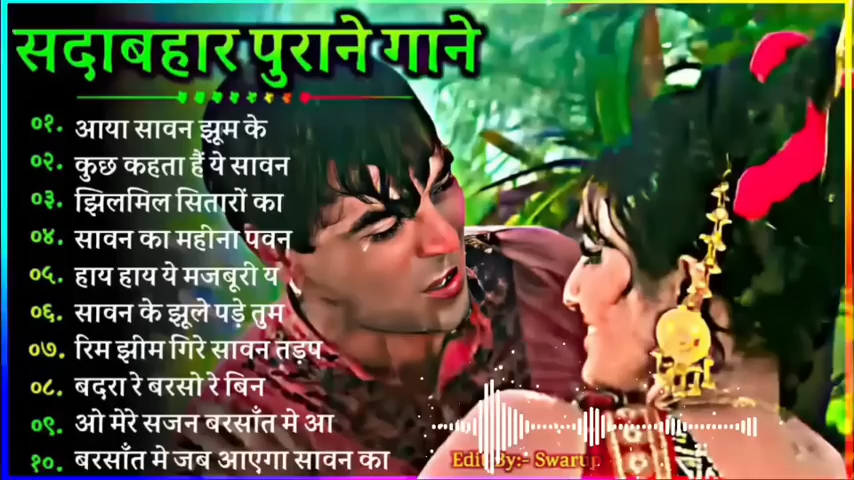 सदाबहार पुराने गाने
०१. आया सावन झूम के
०२. कुछ कहता हैं ये सावन
०३. झिलमिल सितारों का
०४. सावन का महीना पवन
०५. हाय हाय ये मजबूरी य
०६. सावन के झूले पड़े तुम
०७. रिम झीम गिरे सावन तड़प
०८. बदरा रे बरसो रे बिन
०९. ओ मेरे सजन बरसाँत मे आ
१०. बरसाँत मे जब आएगा सावन का
Edit By:- Swarup